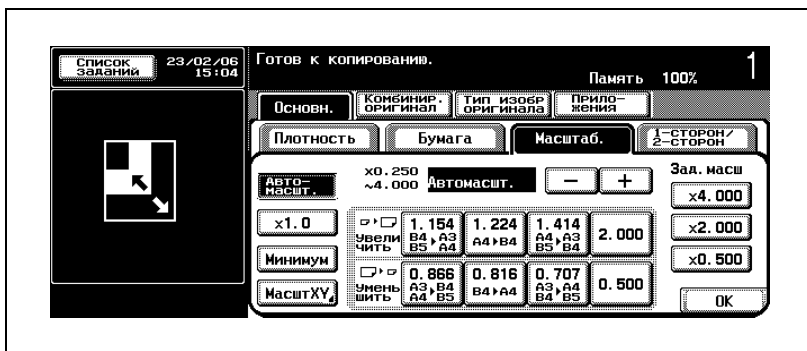 Список заданий
23/02/06
15:04
Готов к копированию.
1
Память 100%
Основн.
Комбинир. оригинал
Тип изобр оригинала
Прило-
жения
Плотность
Бумага
Масштаб.
1-сторон/
2-сторон
Авто-
масшт.
x0.250
~4.000
Автомасшт.
−
+
Зад. масш
x4.000
x1.0
Увели
чить
1.154
B4▸A3
B5 A4
1.224
A4▸B4
1.414
A4▸A3
B5 B4
2.000
x2.000
Минимум
x0.500
МасштXY
Умень
шить
0.866
A3▸B4
A4 B5
0.816
B4▸A4
0.707
A3▸A4
B4 B5
0.500
OK